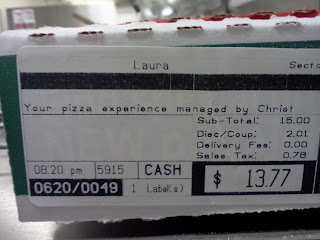 Laura Secto
Your pizza experience managed by Christ
Sub-Total: 15.00
Disc/Coup: 2.01
Delivery Fee: 0.00
Sales Tax: 0.78
08:20 pm 5915 CASH $ 13.77
0620/0049 1 Label(s)